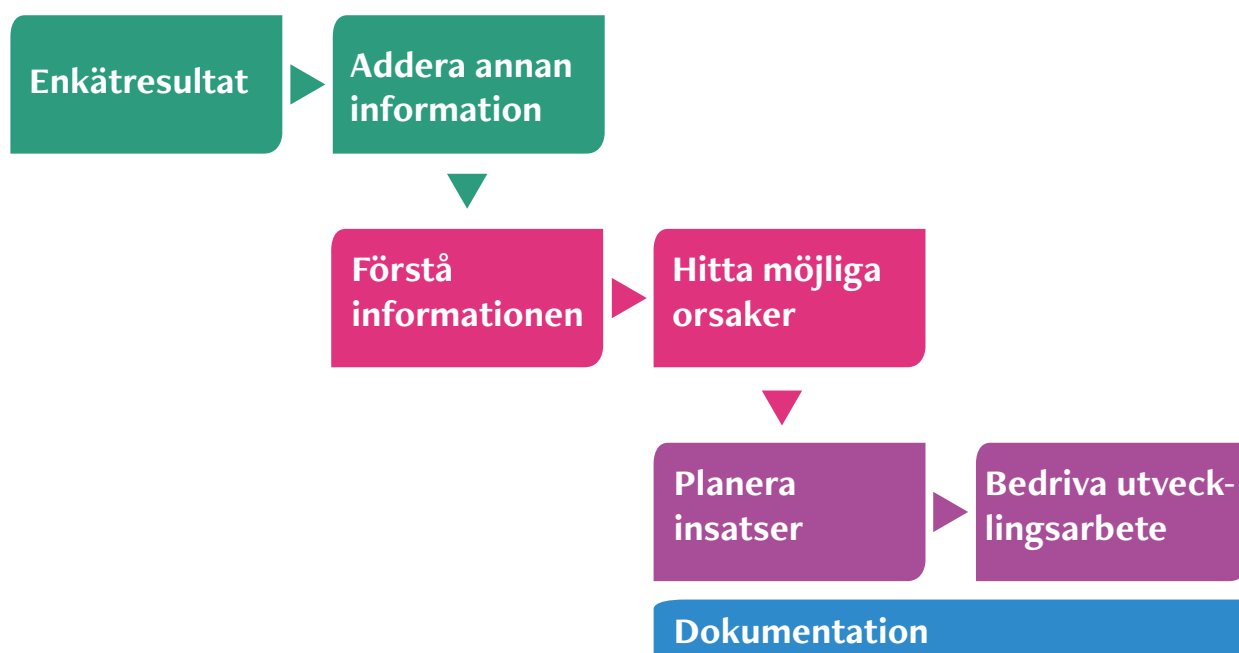 Enkätresultat
Addera annan
information
Förstå
informationen
Hitta möjliga
orsaker
Planera
insatser
Bedriva utveck-
lingsarbete
Dokumentation